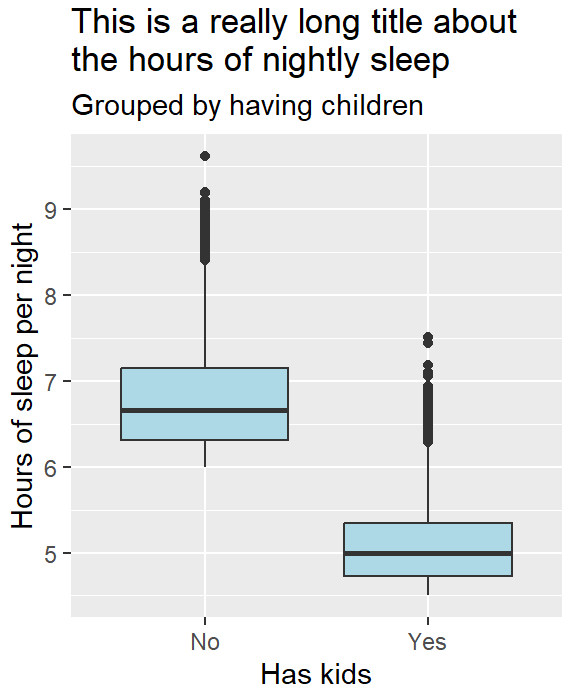 This is a really long title about
the hours of nightly sleep
Grouped by having children
Hours of sleep per night
9
8
7
6
5
No Yes
Has kids